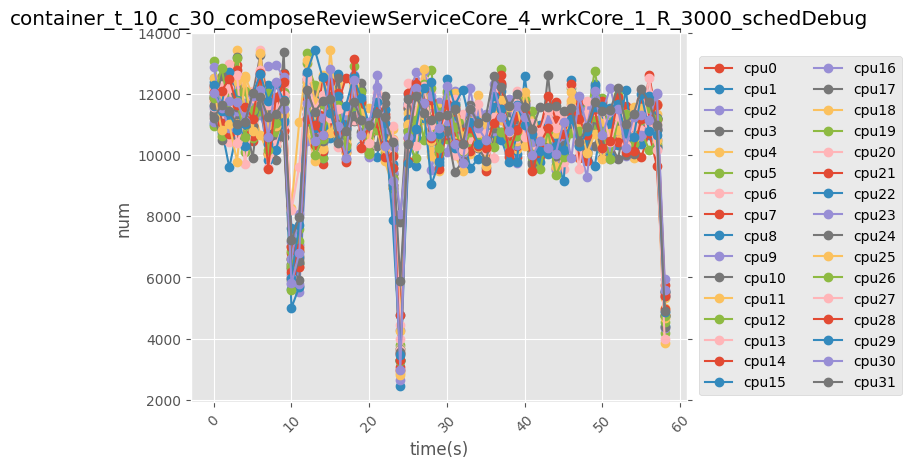 container_t_10_c_30_composeReviewServiceCore_4_wrkCore_1_R_3000_schedDebug
14000
12000
10000
8000
6000
4000
2000
num
0
10
20
30
40
50
60
time(s)
cpu0
cpu1
cpu2
cpu3
cpu4
cpu5
cpu6
cpu7
cpu8
cpu9
cpu10
cpu11
cpu12
cpu13
cpu14
cpu15
cpu16
cpu17
cpu18
cpu19
cpu20
cpu21
cpu22
cpu23
cpu24
cpu25
cpu26
cpu27
cpu28
cpu29
cpu30
cpu31